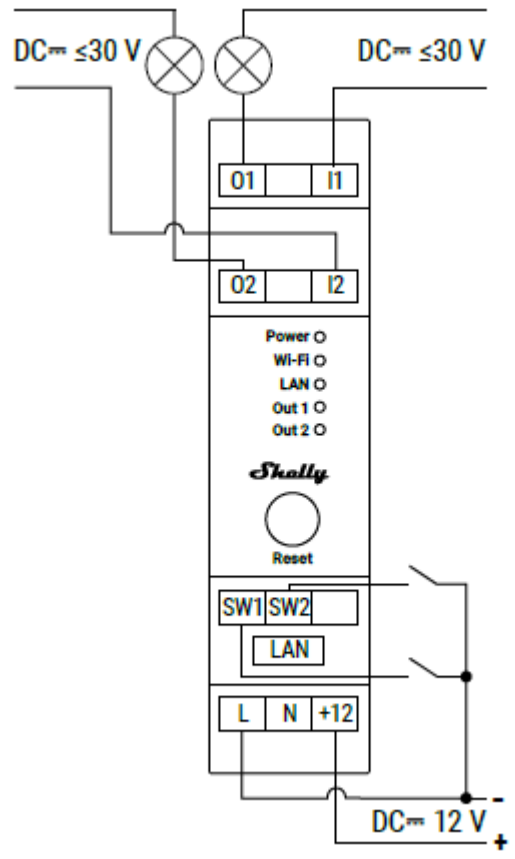 DC⎓ ≤30 V
DC⎓ ≤30 V
O1 I1
O2 I2
Power
Wi-Fi
LAN
Out 1
Out 2
Shelly
Reset
SW1 SW2
LAN
L N +12
-
DC⎓ 12 V
+